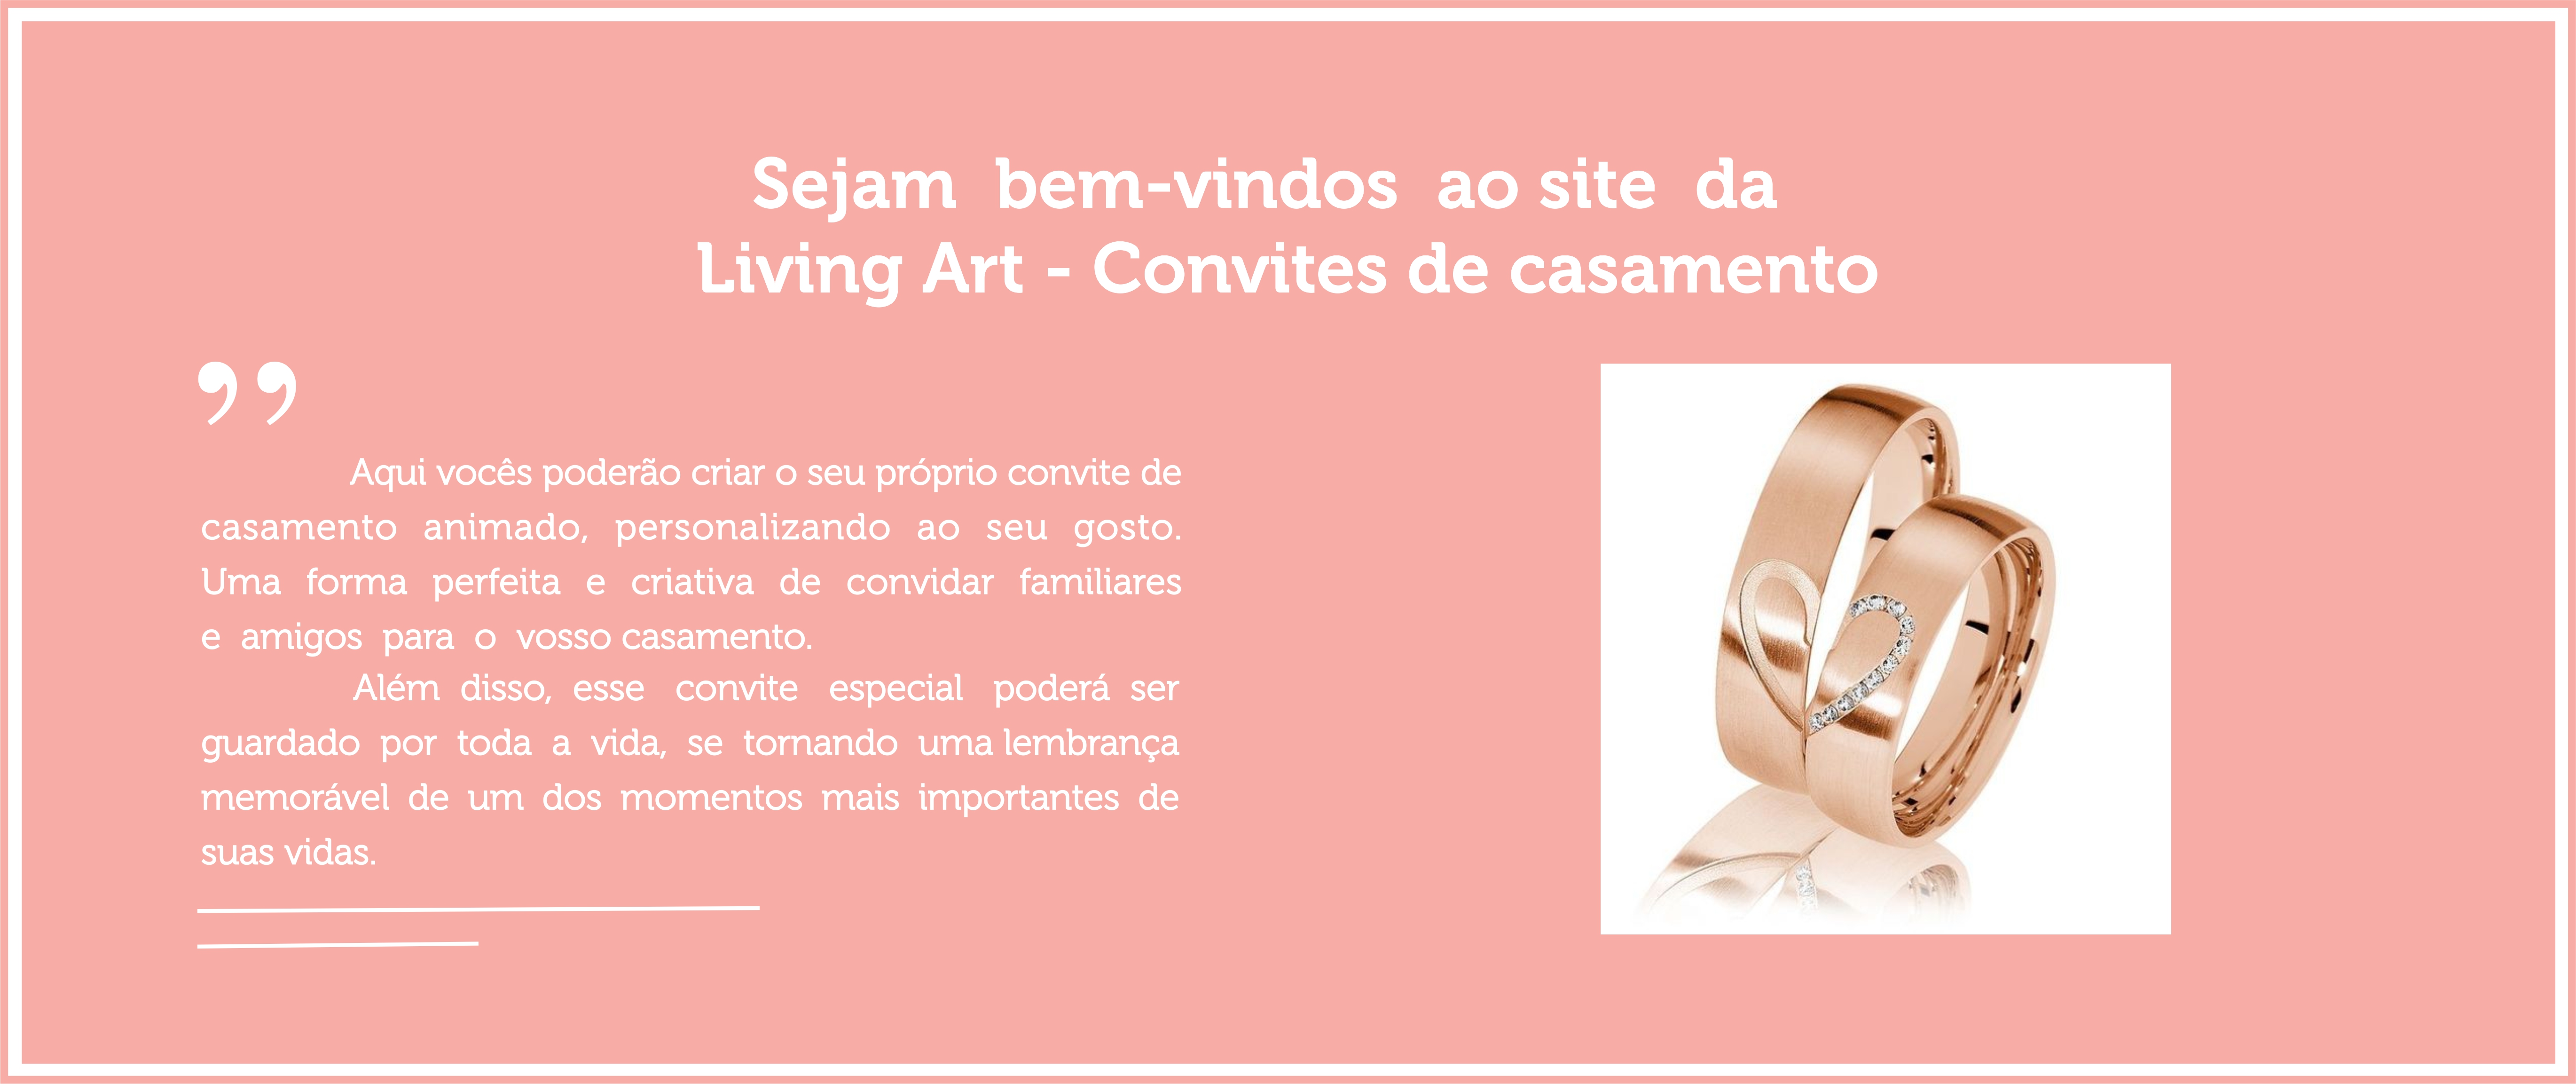 Sejam bem-vindos ao site da
Living Art - Convites de casamento
”
Aqui vocês poderão criar o seu próprio convite de
casamento animado, personalizando ao seu gosto.
Uma forma perfeita e criativa de convidar familiares
e amigos para o vosso casamento.
Além disso, esse convite especial poderá ser
guardado por toda a vida, se tornando uma lembrança
memorável de um dos momentos mais importantes de
suas vidas.